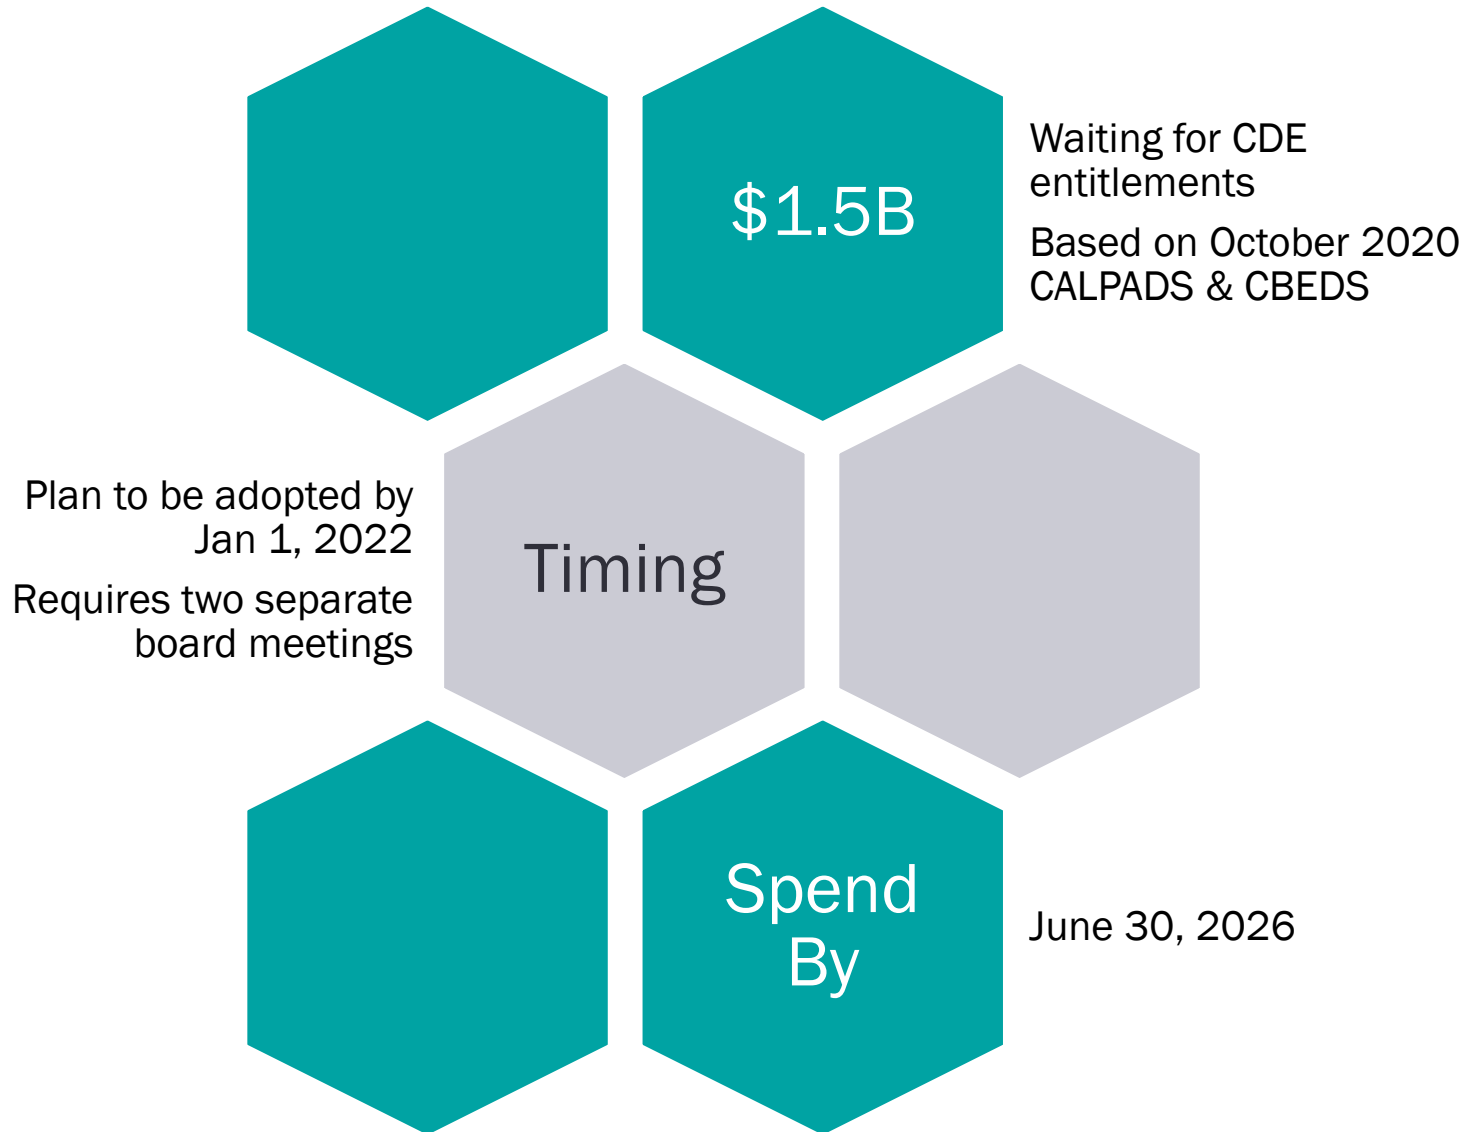 $1.5B
Waiting for CDE
entitlements
Based on October 2020
CALPADS & CBEDS
Plan to be adopted by
Jan 1, 2022
Requires two separate
board meetings
Timing
Spend
By
June 30, 2026